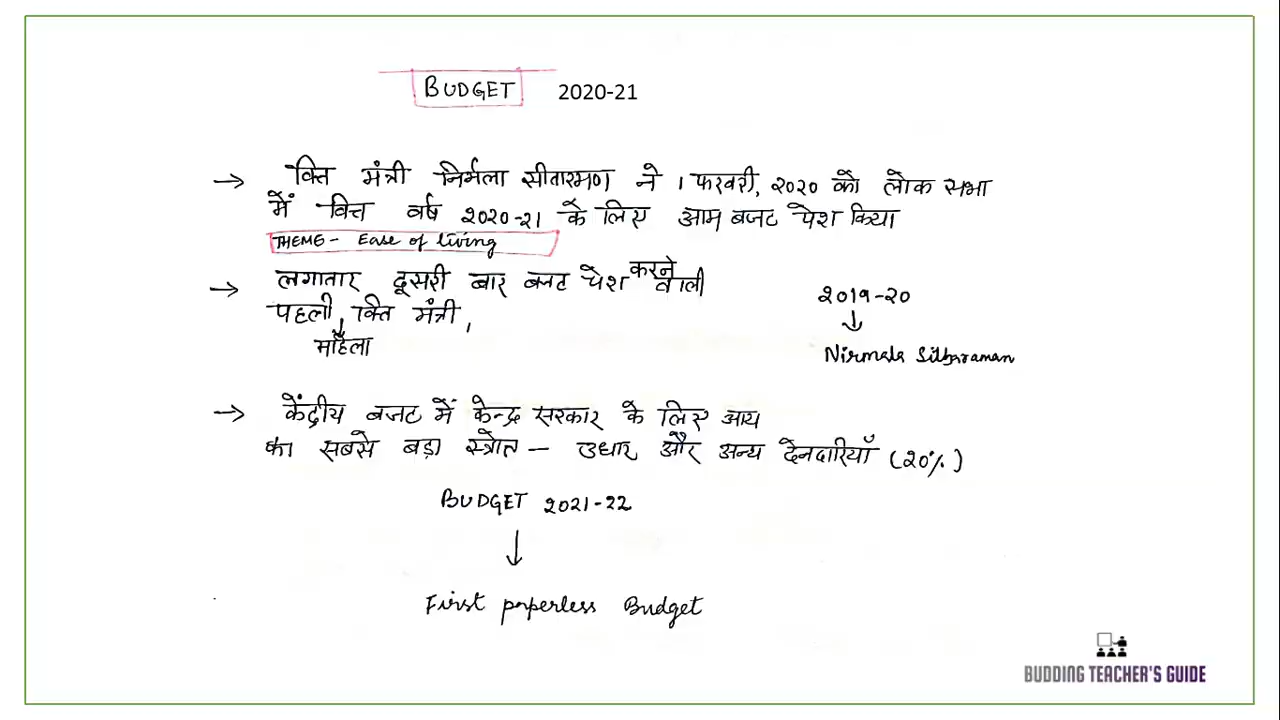 BUDGET 2020-21
→ वित्त मंत्री निर्मला सीतारमण ने 1 फरवरी, 2020 को लोक सभा
में वित्त वर्ष 2020-21 के लिए आम बजट पेश किया
THEME - Ease of living
→ लगातार दूसरी बार बजट पेश करने वाली
पहली वित्त मंत्री,
महिला
2019-20
↓
Nirmala Sitharaman
→ केंद्रीय बजट में केन्द्र सरकार के लिए आय
का सबसे बड़ा स्त्रोत – उधार और अन्य देनदारियाँ (20%)
BUDGET 2021-22
↓
First paperless Budget
BUDDING TEACHER'S GUIDE